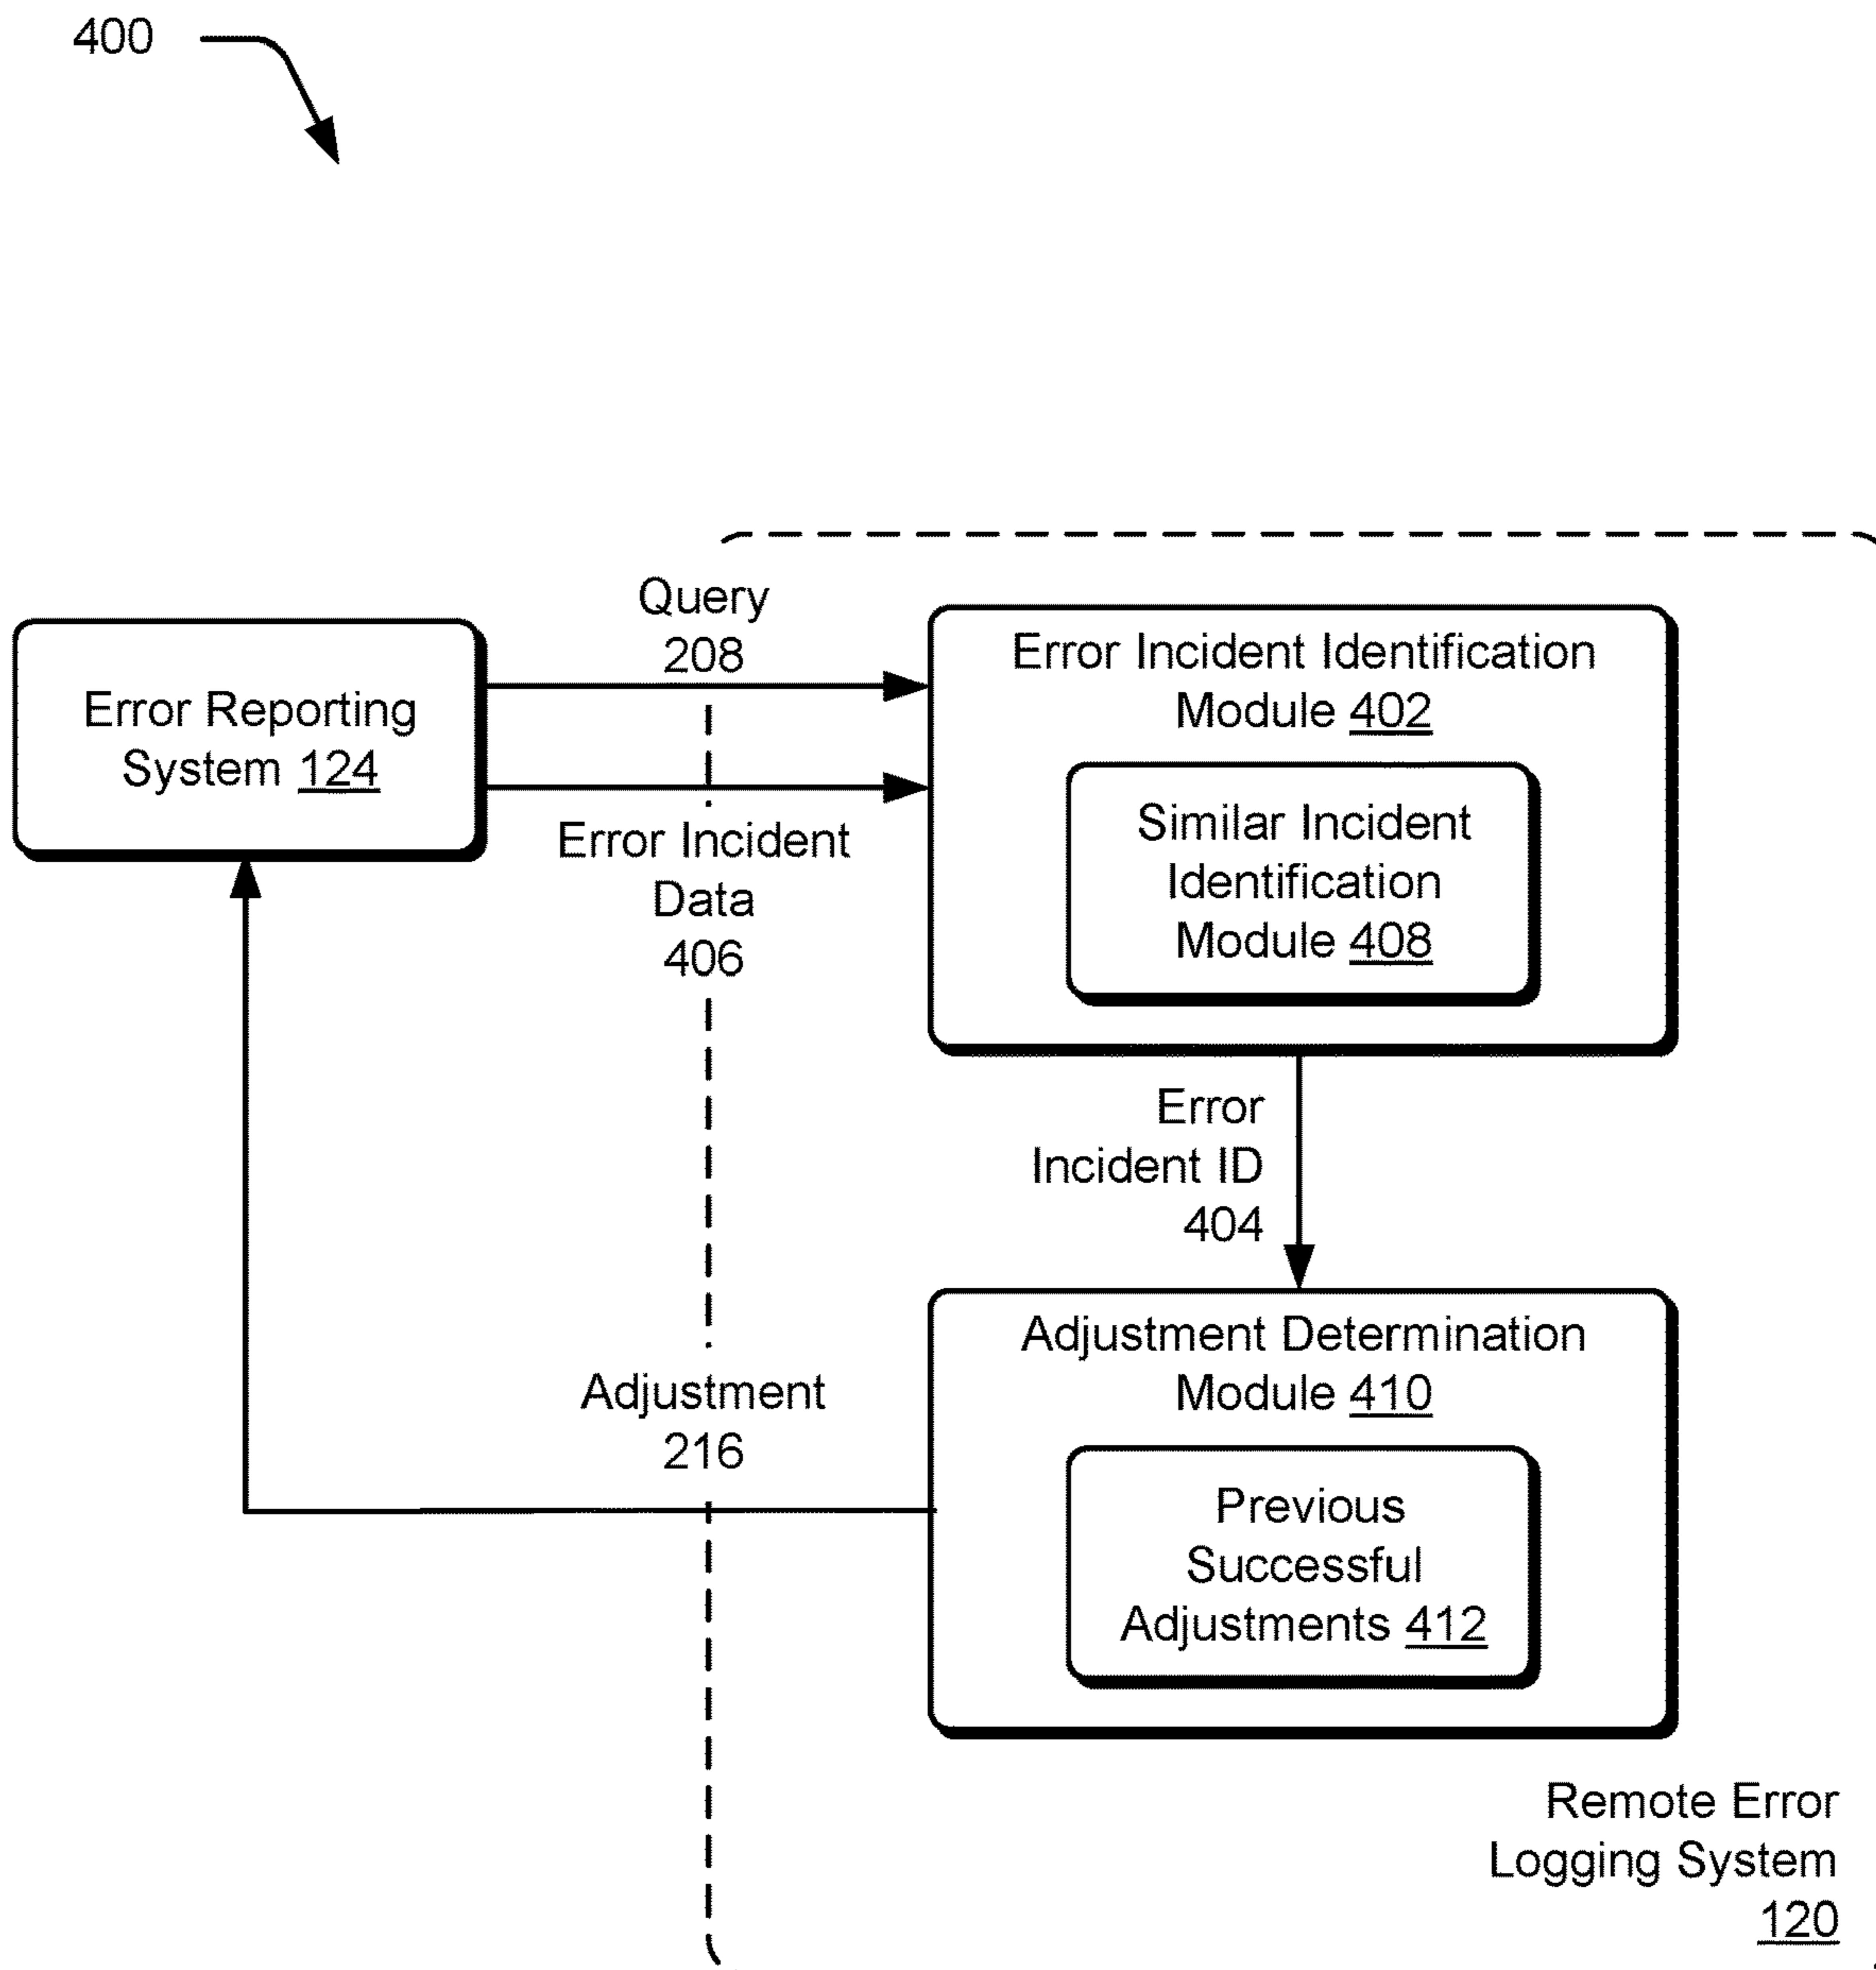 400
Query
208
Error Reporting
System 124
Error Incident
Data
406
Error Incident Identification
Module 402
Similar Incident
Identification
Module 408
Error
Incident ID
404
Adjustment Determination
Module 410
Adjustment
216
Previous
Successful
Adjustments 412
Remote Error
Logging System
120